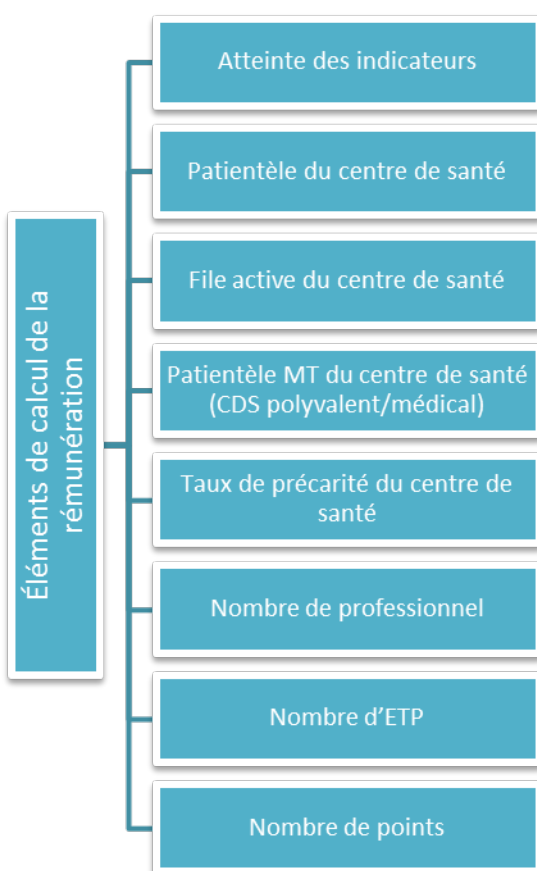 Éléments de calcul de la
rémunération
Atteinte des indicateurs
Patientèle du centre de santé
File active du centre de santé
Patientèle MT du centre de santé
(CDS polyvalent/médical)
Taux de précarité du centre de
santé
Nombre de professionnel
Nombre d’ETP
Nombre de points